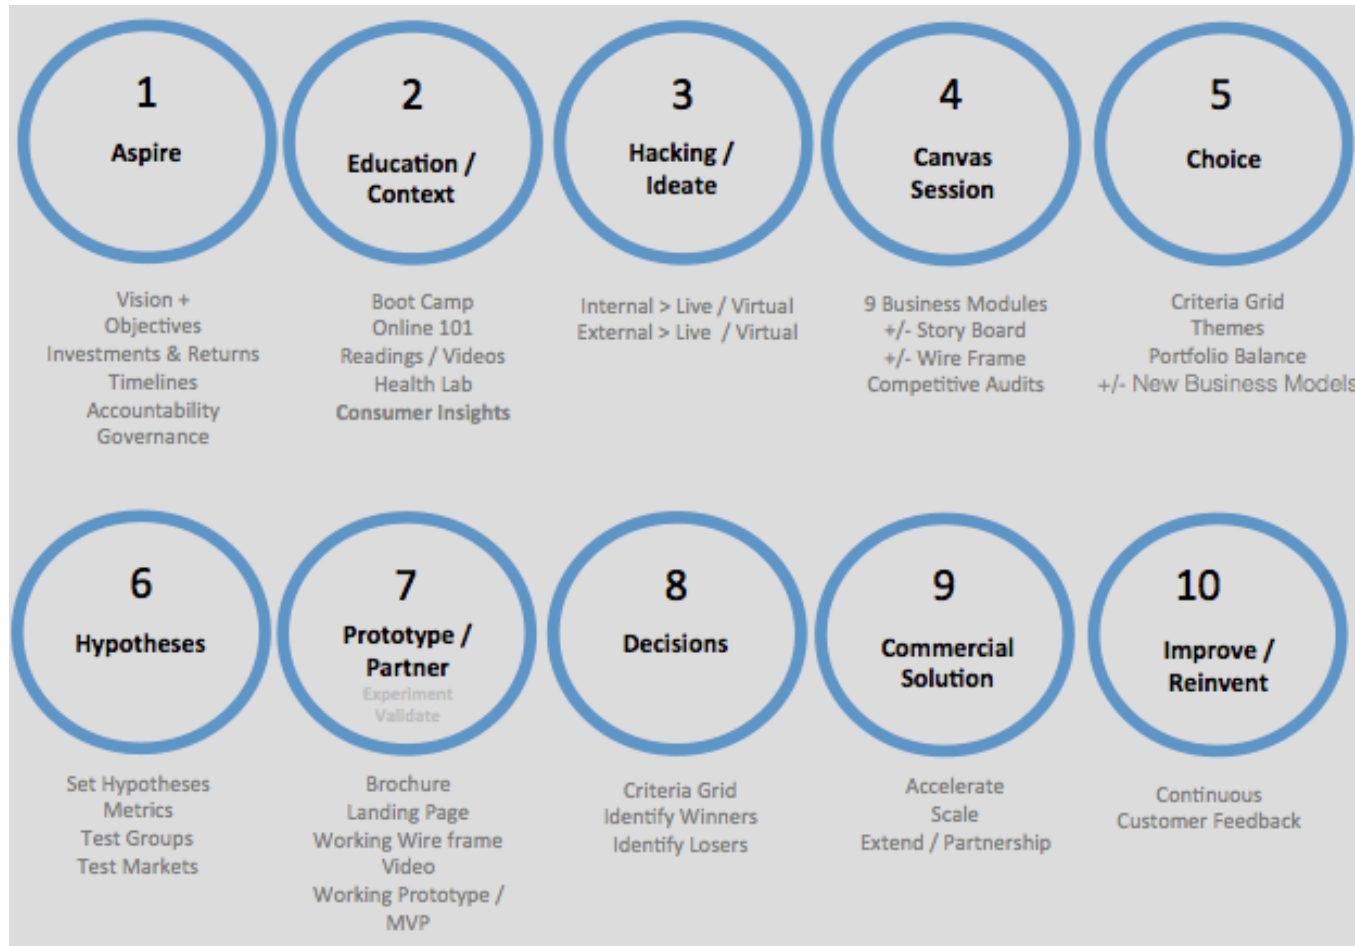 1
Aspire
Vision +
Objectives
Investments & Returns
Timelines
Accountability
Governance
2
Education /
Context
Boot Camp
Online 101
Readings / Videos
Health Lab
Consumer Insights
3
Hacking /
Ideate
Internal > Live / Virtual
External > Live / Virtual
4
Canvas
Session
9 Business Modules
+/- Story Board
+/- Wire Frame
Competitive Audits
5
Choice
Criteria Grid
Themes
Portfolio Balance
+/- New Business Models
6
Hypotheses
Set Hypotheses
Metrics
Test Groups
Test Markets
7
Prototype /
Partner
Experiment
Validate
Brochure
Landing Page
Working Wire frame
Video
Working Prototype /
MVP
8
Decisions
Criteria Grid
Identify Winners
Identify Losers
9
Commercial
Solution
Accelerate
Scale
Extend / Partnership
10
Improve /
Reinvent
Continuous
Customer Feedback